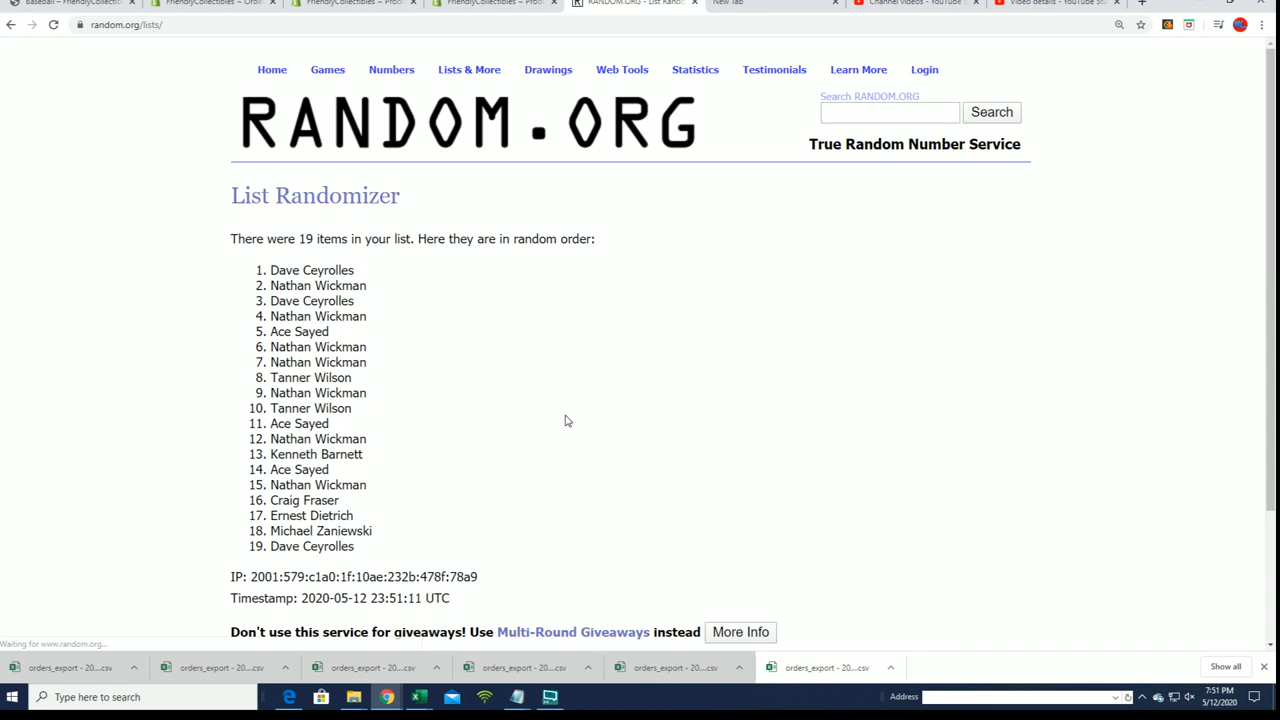 Baseball – FriendlyCollectibl
FriendlyCollectibles ~ Orde
FriendlyCollectibles ~ Prod
FriendlyCollectibles ~ Prod
RANDOM.ORG - List Rando
New Tab
Channel videos - YouTube S
Video details - YouTube St
random.org/lists/
Home Games Numbers Lists & More Drawings Web Tools Statistics Testimonials Learn More Login
Search RANDOM.ORG
RANDOM.ORG
Search
True Random Number Service
List Randomizer
There were 19 items in your list. Here they are in random order:
1. Dave Ceyrolles
2. Nathan Wickman
3. Dave Ceyrolles
4. Nathan Wickman
5. Ace Sayed
6. Nathan Wickman
7. Nathan Wickman
8. Tanner Wilson
9. Nathan Wickman
10. Tanner Wilson
11. Ace Sayed
12. Nathan Wickman
13. Kenneth Barnett
14. Ace Sayed
15. Nathan Wickman
16. Craig Fraser
17. Ernest Dietrich
18. Michael Zaniewski
19. Dave Ceyrolles
IP: 2001:579:c1a0:1f:10ae:232b:478f:78a9
Timestamp: 2020-05-12 23:51:11 UTC
Don't use this service for giveaways! Use Multi-Round Giveaways instead More Info
Waiting for www.random.org...
orders_export - 20....csv orders_export - 20....csv orders_export - 20....csv orders_export - 20....csv orders_export - 20....csv orders_export - 20....csv Show all
Type here to search
Address
7:51 PM
5/12/2020